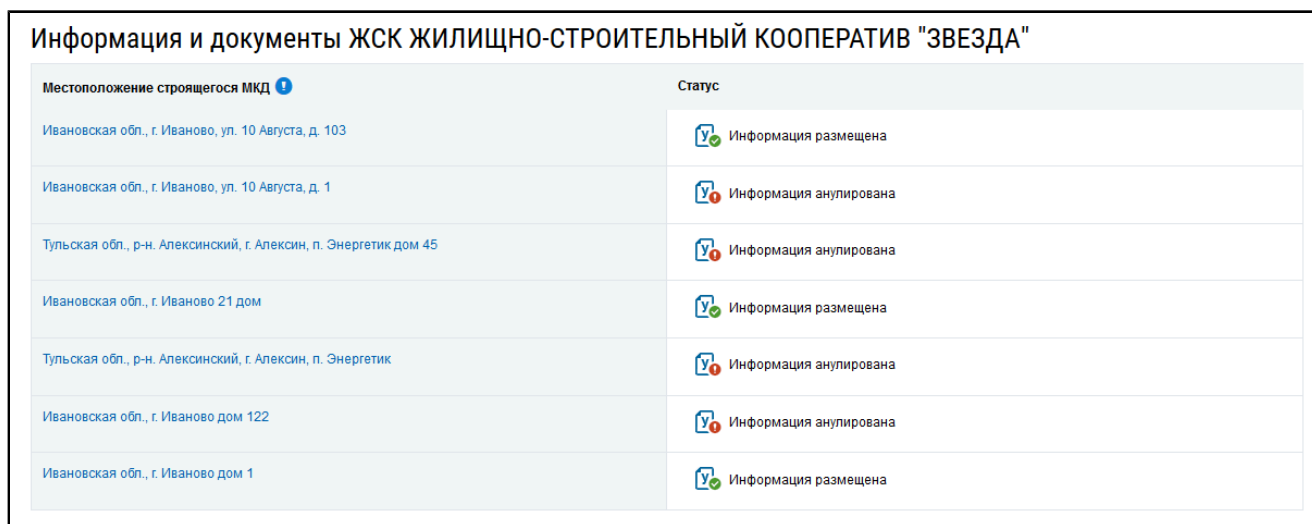 Информация и документы ЖСК ЖИЛИЩНО-СТРОИТЕЛЬНЫЙ КООПЕРАТИВ "ЗВЕЗДА"
Местоположение строящегося МКД Статус
Ивановская обл., г. Иваново, ул. 10 Августа, д. 103 Информация размещена
Ивановская обл., г. Иваново, ул. 10 Августа, д. 1 Информация анулирована
Тульская обл., р-н. Алексинский, г. Алексин, п. Энергетик дом 45 Информация анулирована
Ивановская обл., г. Иваново 21 дом Информация размещена
Тульская обл., р-н. Алексинский, г. Алексин, п. Энергетик Информация анулирована
Ивановская обл., г. Иваново дом 122 Информация анулирована
Ивановская обл., г. Иваново дом 1 Информация размещена